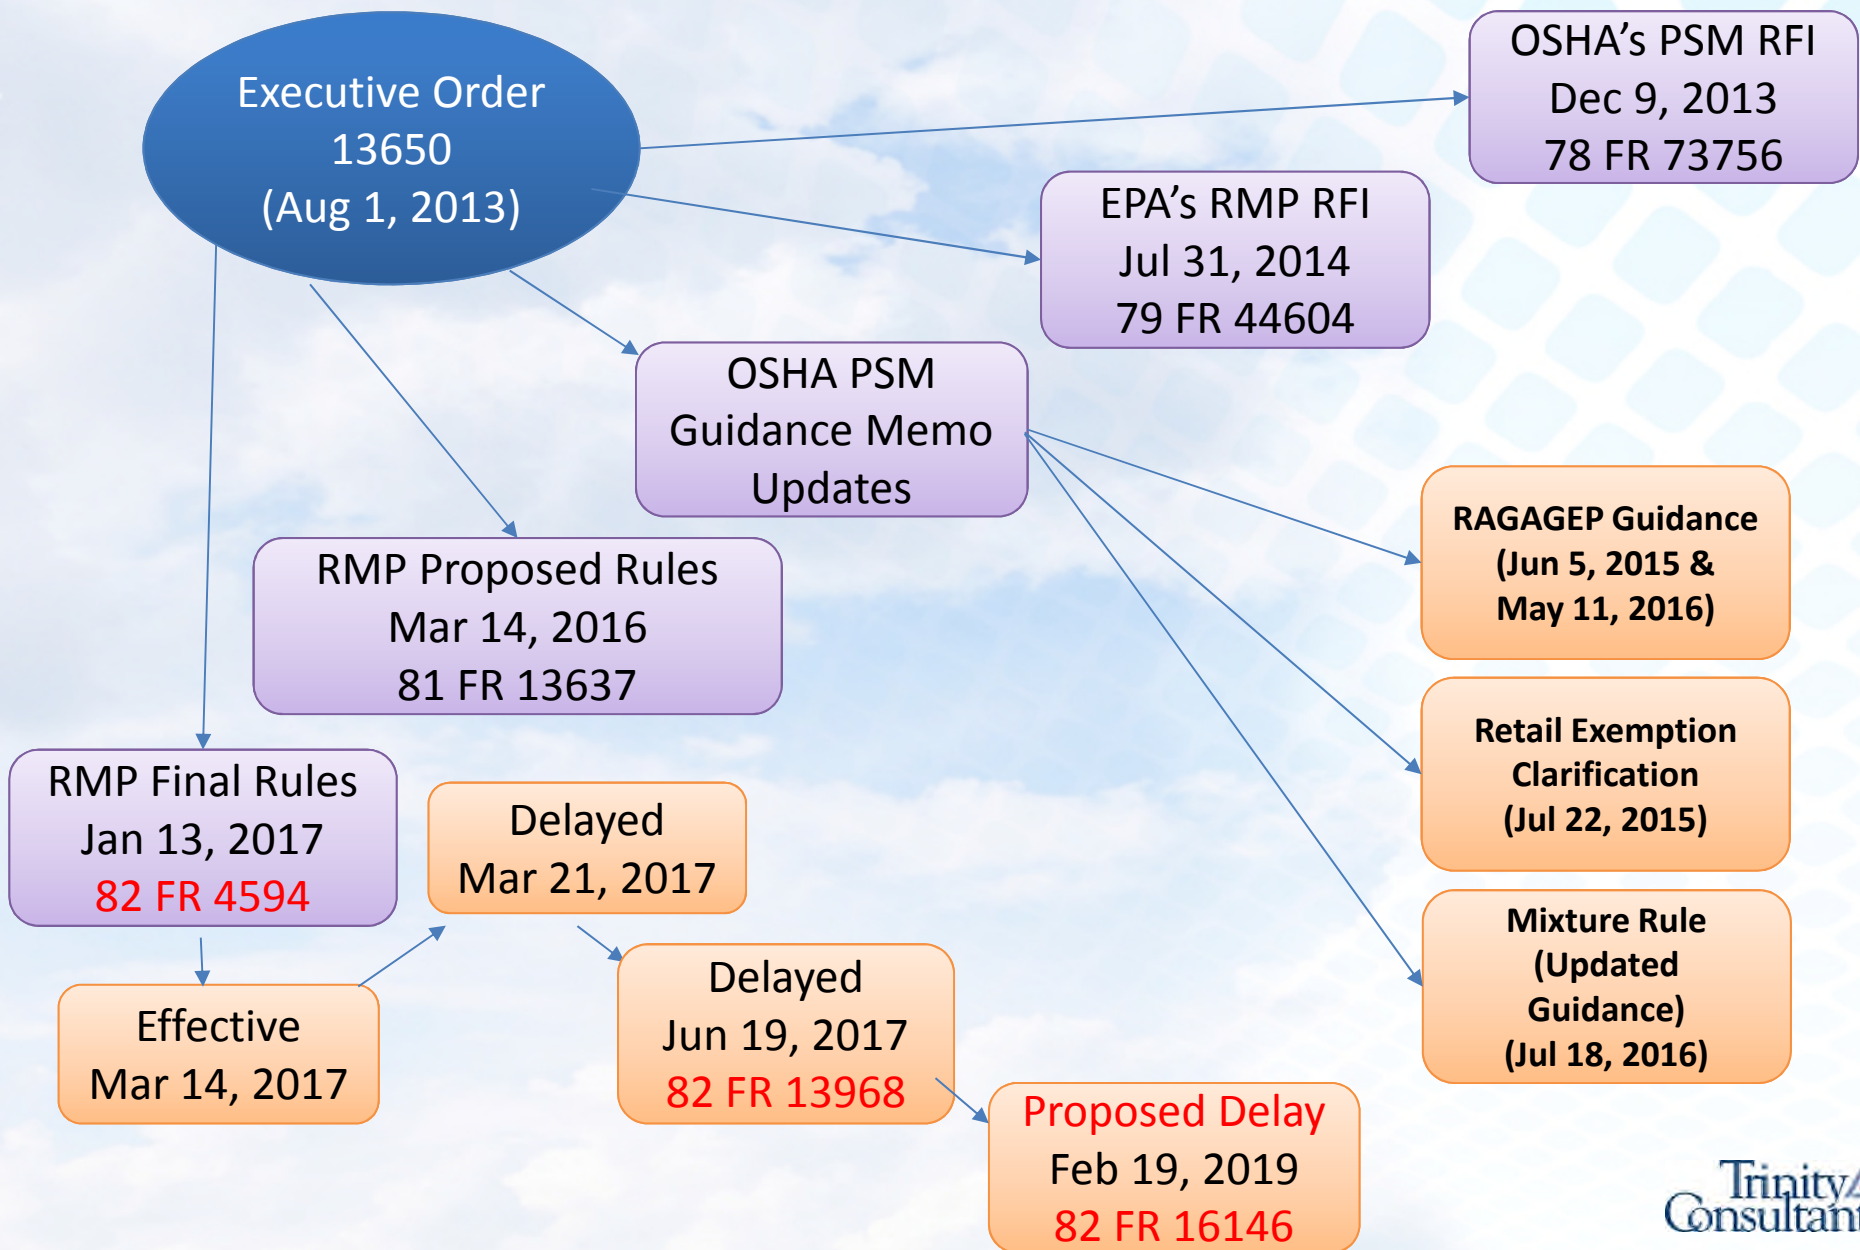 Executive Order
13650
(Aug 1, 2013)
OSHA's PSM RFI
Dec 9, 2013
78 FR 73756
EPA's RMP RFI
Jul 31, 2014
79 FR 44604
OSHA PSM
Guidance Memo
Updates
RAGAGEP Guidance
(Jun 5, 2015 &
May 11, 2016)
Retail Exemption
Clarification
(Jul 22, 2015)
Mixture Rule
(Updated
Guidance)
(Jul 18, 2016)
RMP Proposed Rules
Mar 14, 2016
81 FR 13637
RMP Final Rules
Jan 13, 2017
82 FR 4594
Effective
Mar 14, 2017
Delayed
Mar 21, 2017
Delayed
Jun 19, 2017
82 FR 13968
Proposed Delay
Feb 19, 2019
82 FR 16146
Trinity
Consultant